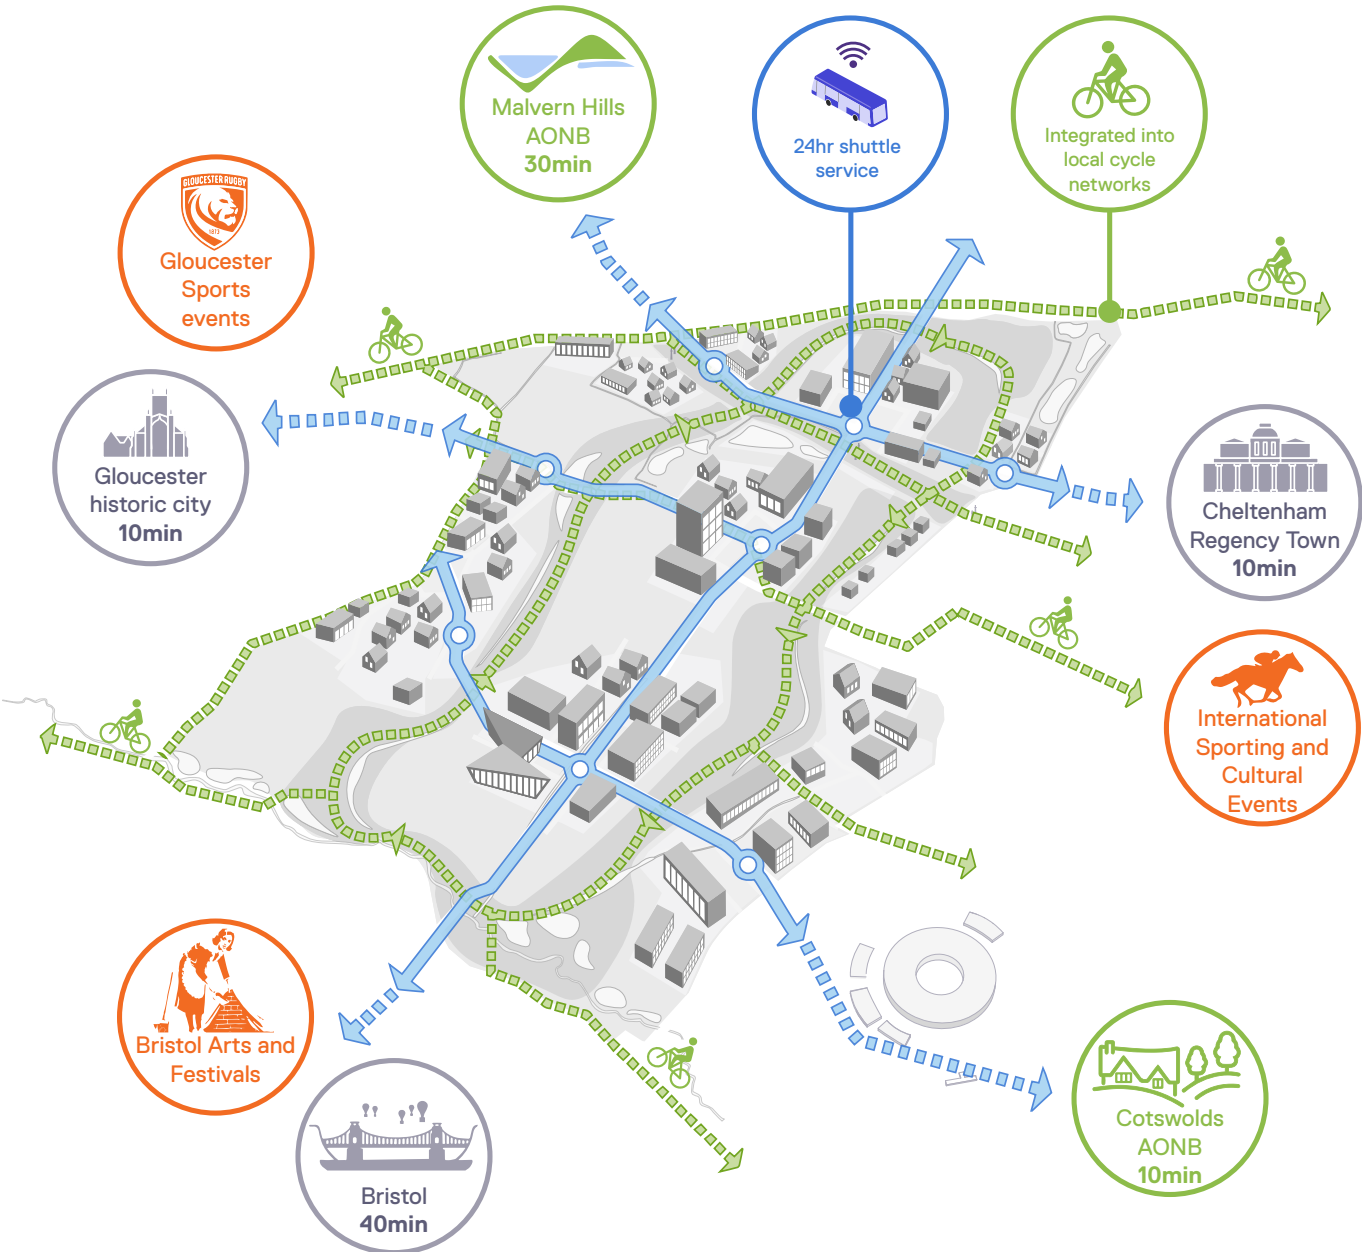 Malvern Hills
AONB
30min
24hr shuttle
service
Integrated into
local cycle
networks
GLOUCESTER RUGBY
1873
Gloucester
Sports
events
Gloucester
historic city
10min
Cheltenham
Regency Town
10min
International
Sporting and
Cultural
Events
Bristol Arts and
Festivals
Bristol
40min
Cotswolds
AONB
10min